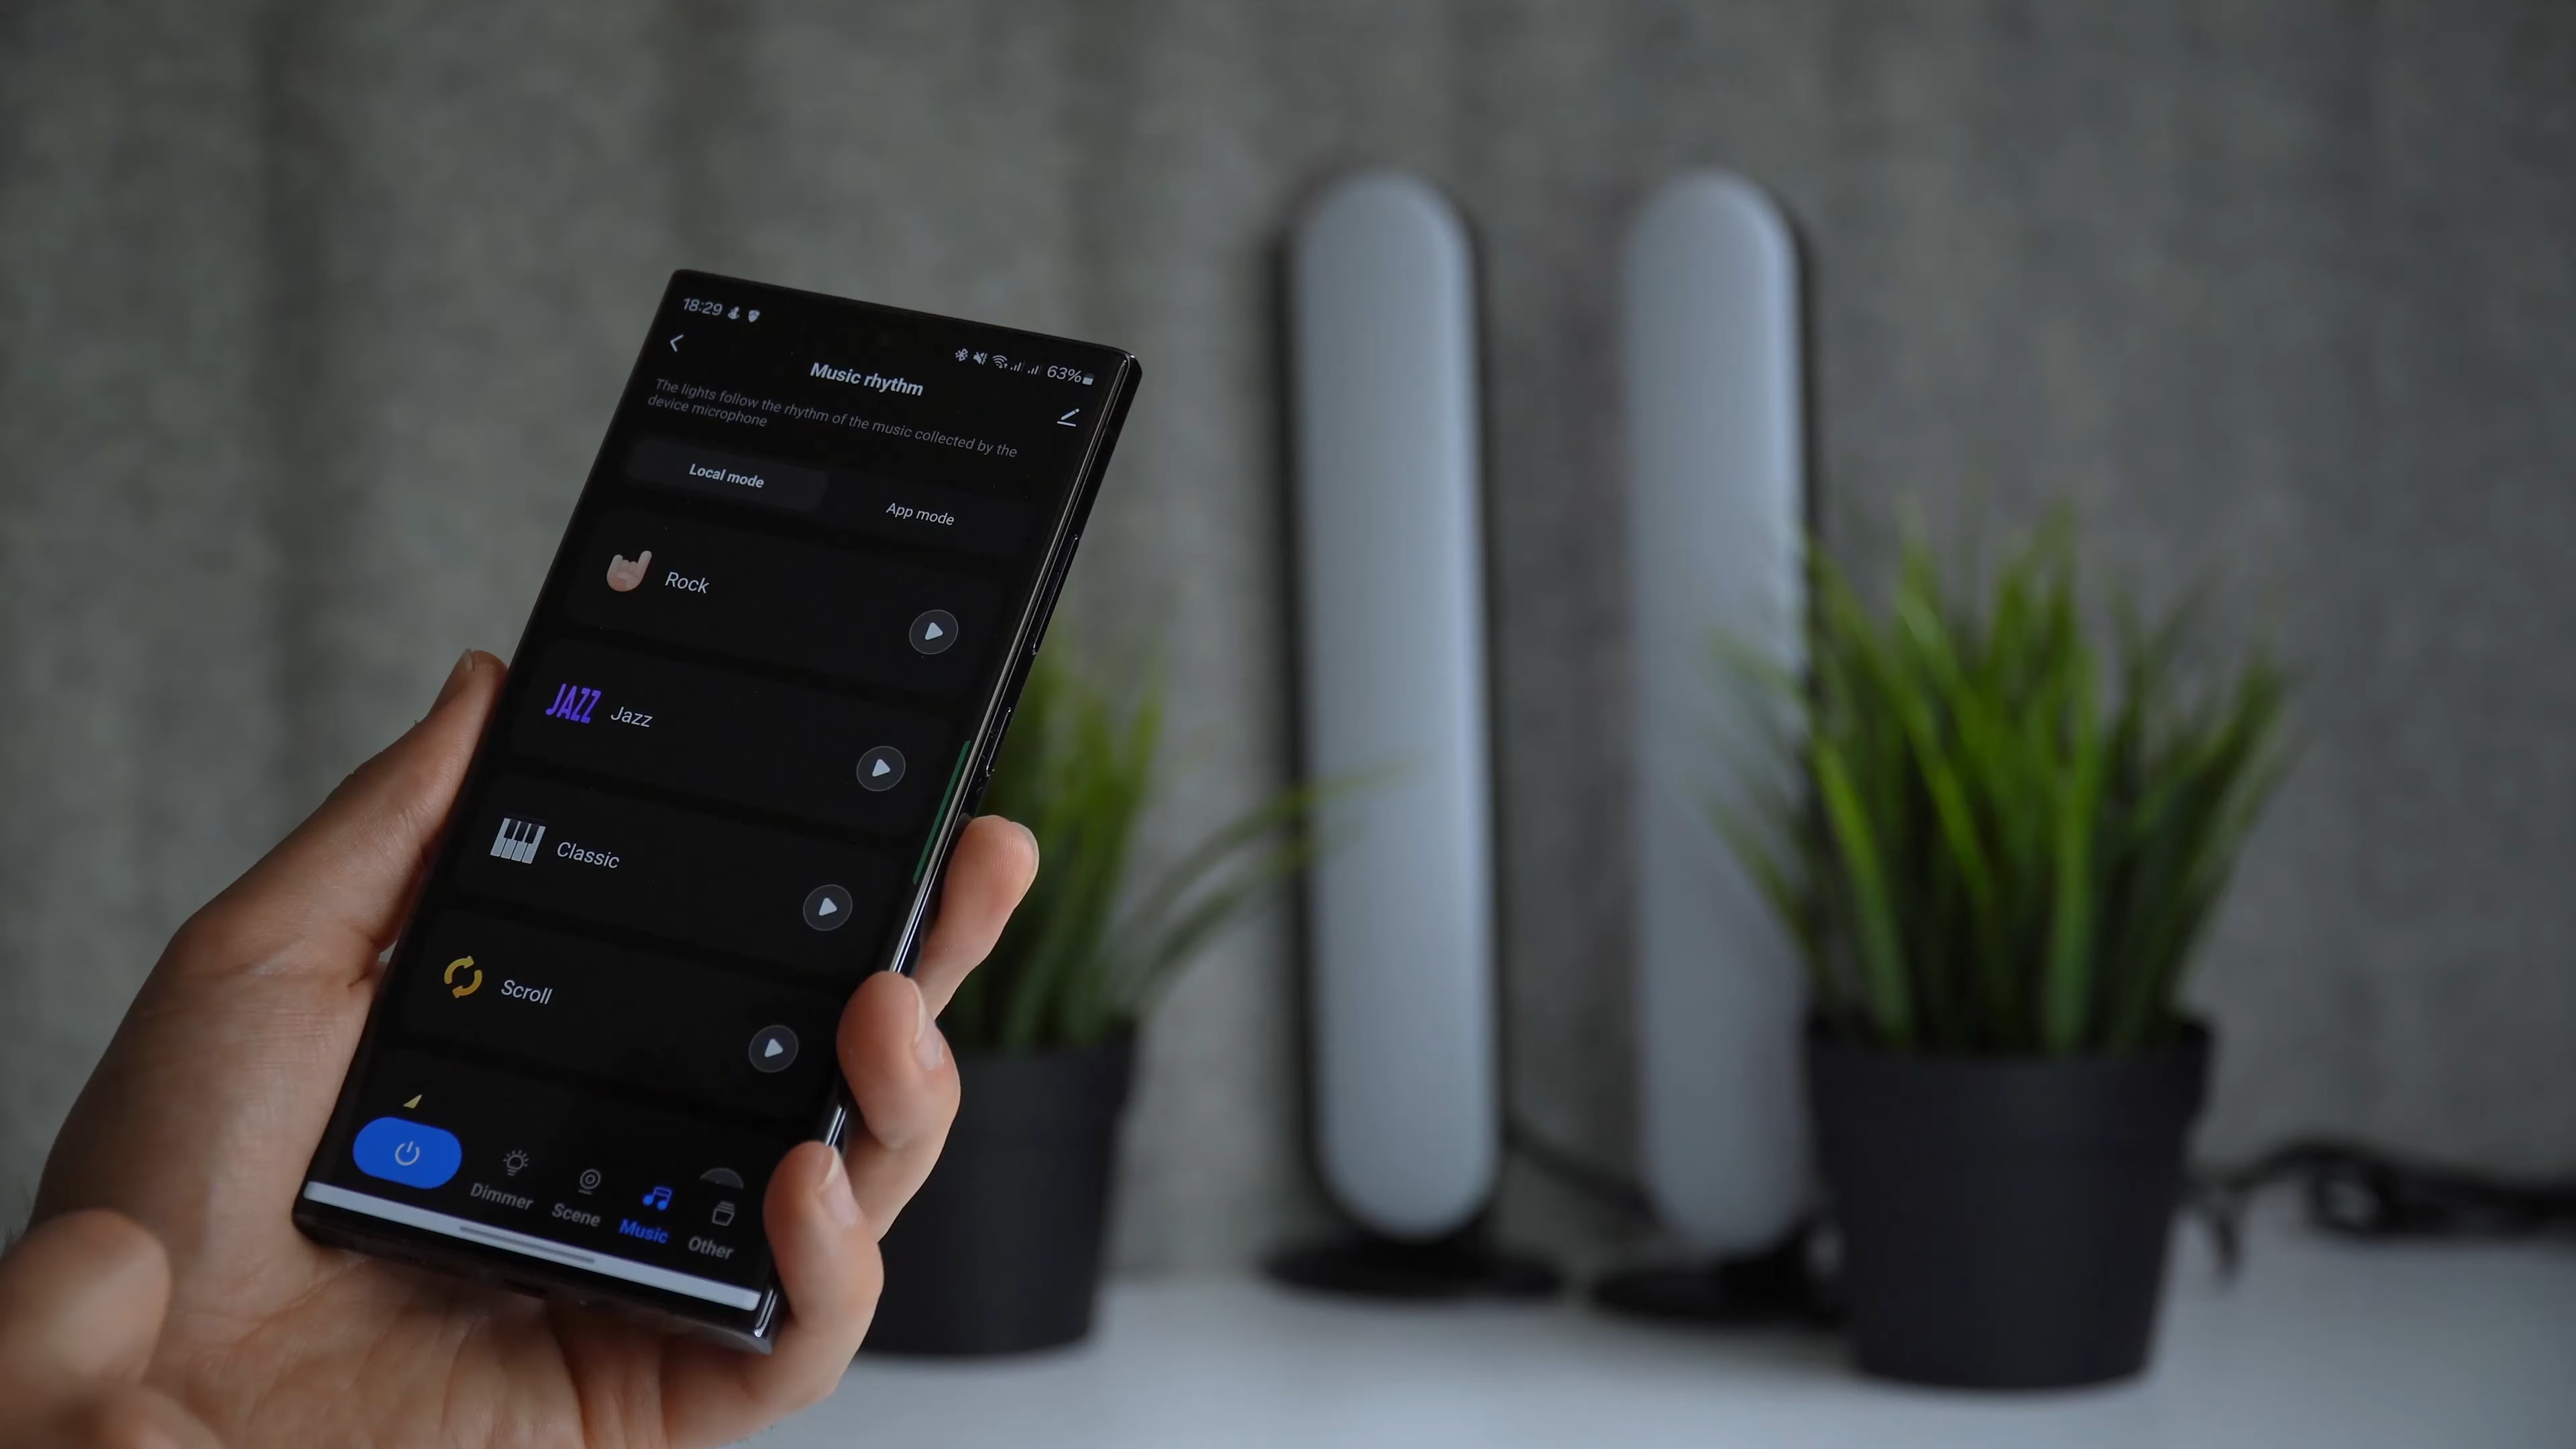 18:29
63%
Music rhythm
The lights follow the rhythm of the music collected by the
device microphone
Local mode
App mode
Rock
JAZZ Jazz
Classic
Scroll
Dimmer
Scene
Music
Other